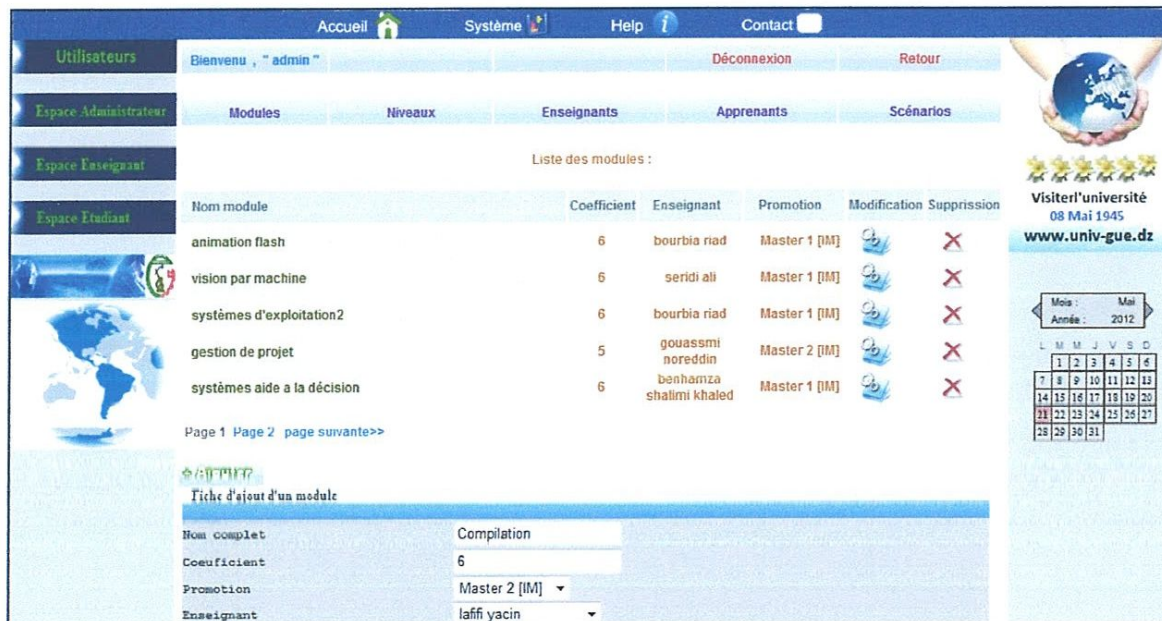 Accueil Système Help Contact
Utilisateurs
Espace Administrateur
Espace Enseignant
Espace Etudiant
Bienvenu , " admin " Déconnexion Retour
Modules Niveaux Enseignants Apprenants Scénarios
Liste des modules :
Nom module Coefficient Enseignant Promotion Modification Supprission
animation flash 6 bourbia riad Master 1 [IM]
vision par machine 6 seridi ali Master 1 [IM]
systèmes d'exploitation2 6 bourbia riad Master 1 [IM]
gestion de projet 5 gouassmi noreddin Master 2 [IM]
systèmes aide a la décision 6 benhamza shalimi khaled Master 1 [IM]
Page 1 Page 2 page suivante>>
Fiche d'ajout d'un module
Nom complet Compilation
Coeuficient 6
Promotion Master 2 [IM]
Enseignant lafifi yacin
Visiterl'université
08 Mai 1945
www.univ-gue.dz
Mois : Mai
Année : 2012
L M M J V S D
1 2 3 4 5 6
7 8 9 10 11 12 13
14 15 16 17 18 19 20
21 22 23 24 25 26 27
28 29 30 31